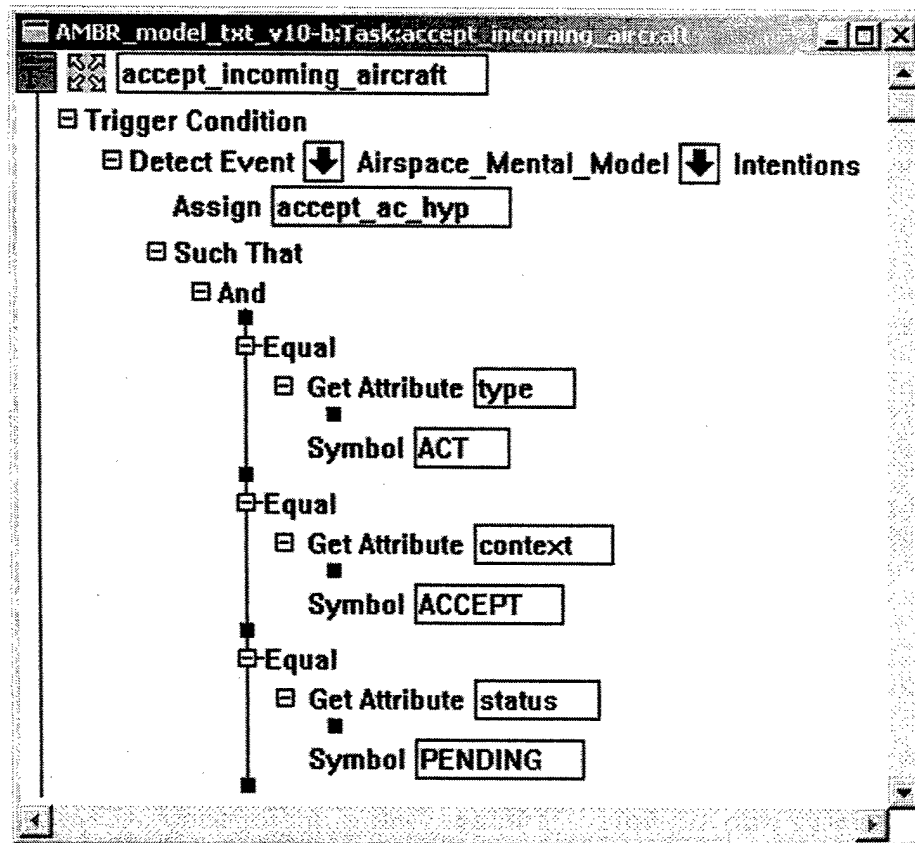 AMBR_model_txt_v10-b:Task:accept_incoming_aircraft
accept_incoming_aircraft
Trigger Condition
Detect Event Airspace_Mental_Model Intentions
Assign accept_ac_hyp
Such That
And
Equal
Get Attribute type
Symbol ACT
Equal
Get Attribute context
Symbol ACCEPT
Equal
Get Attribute status
Symbol PENDING